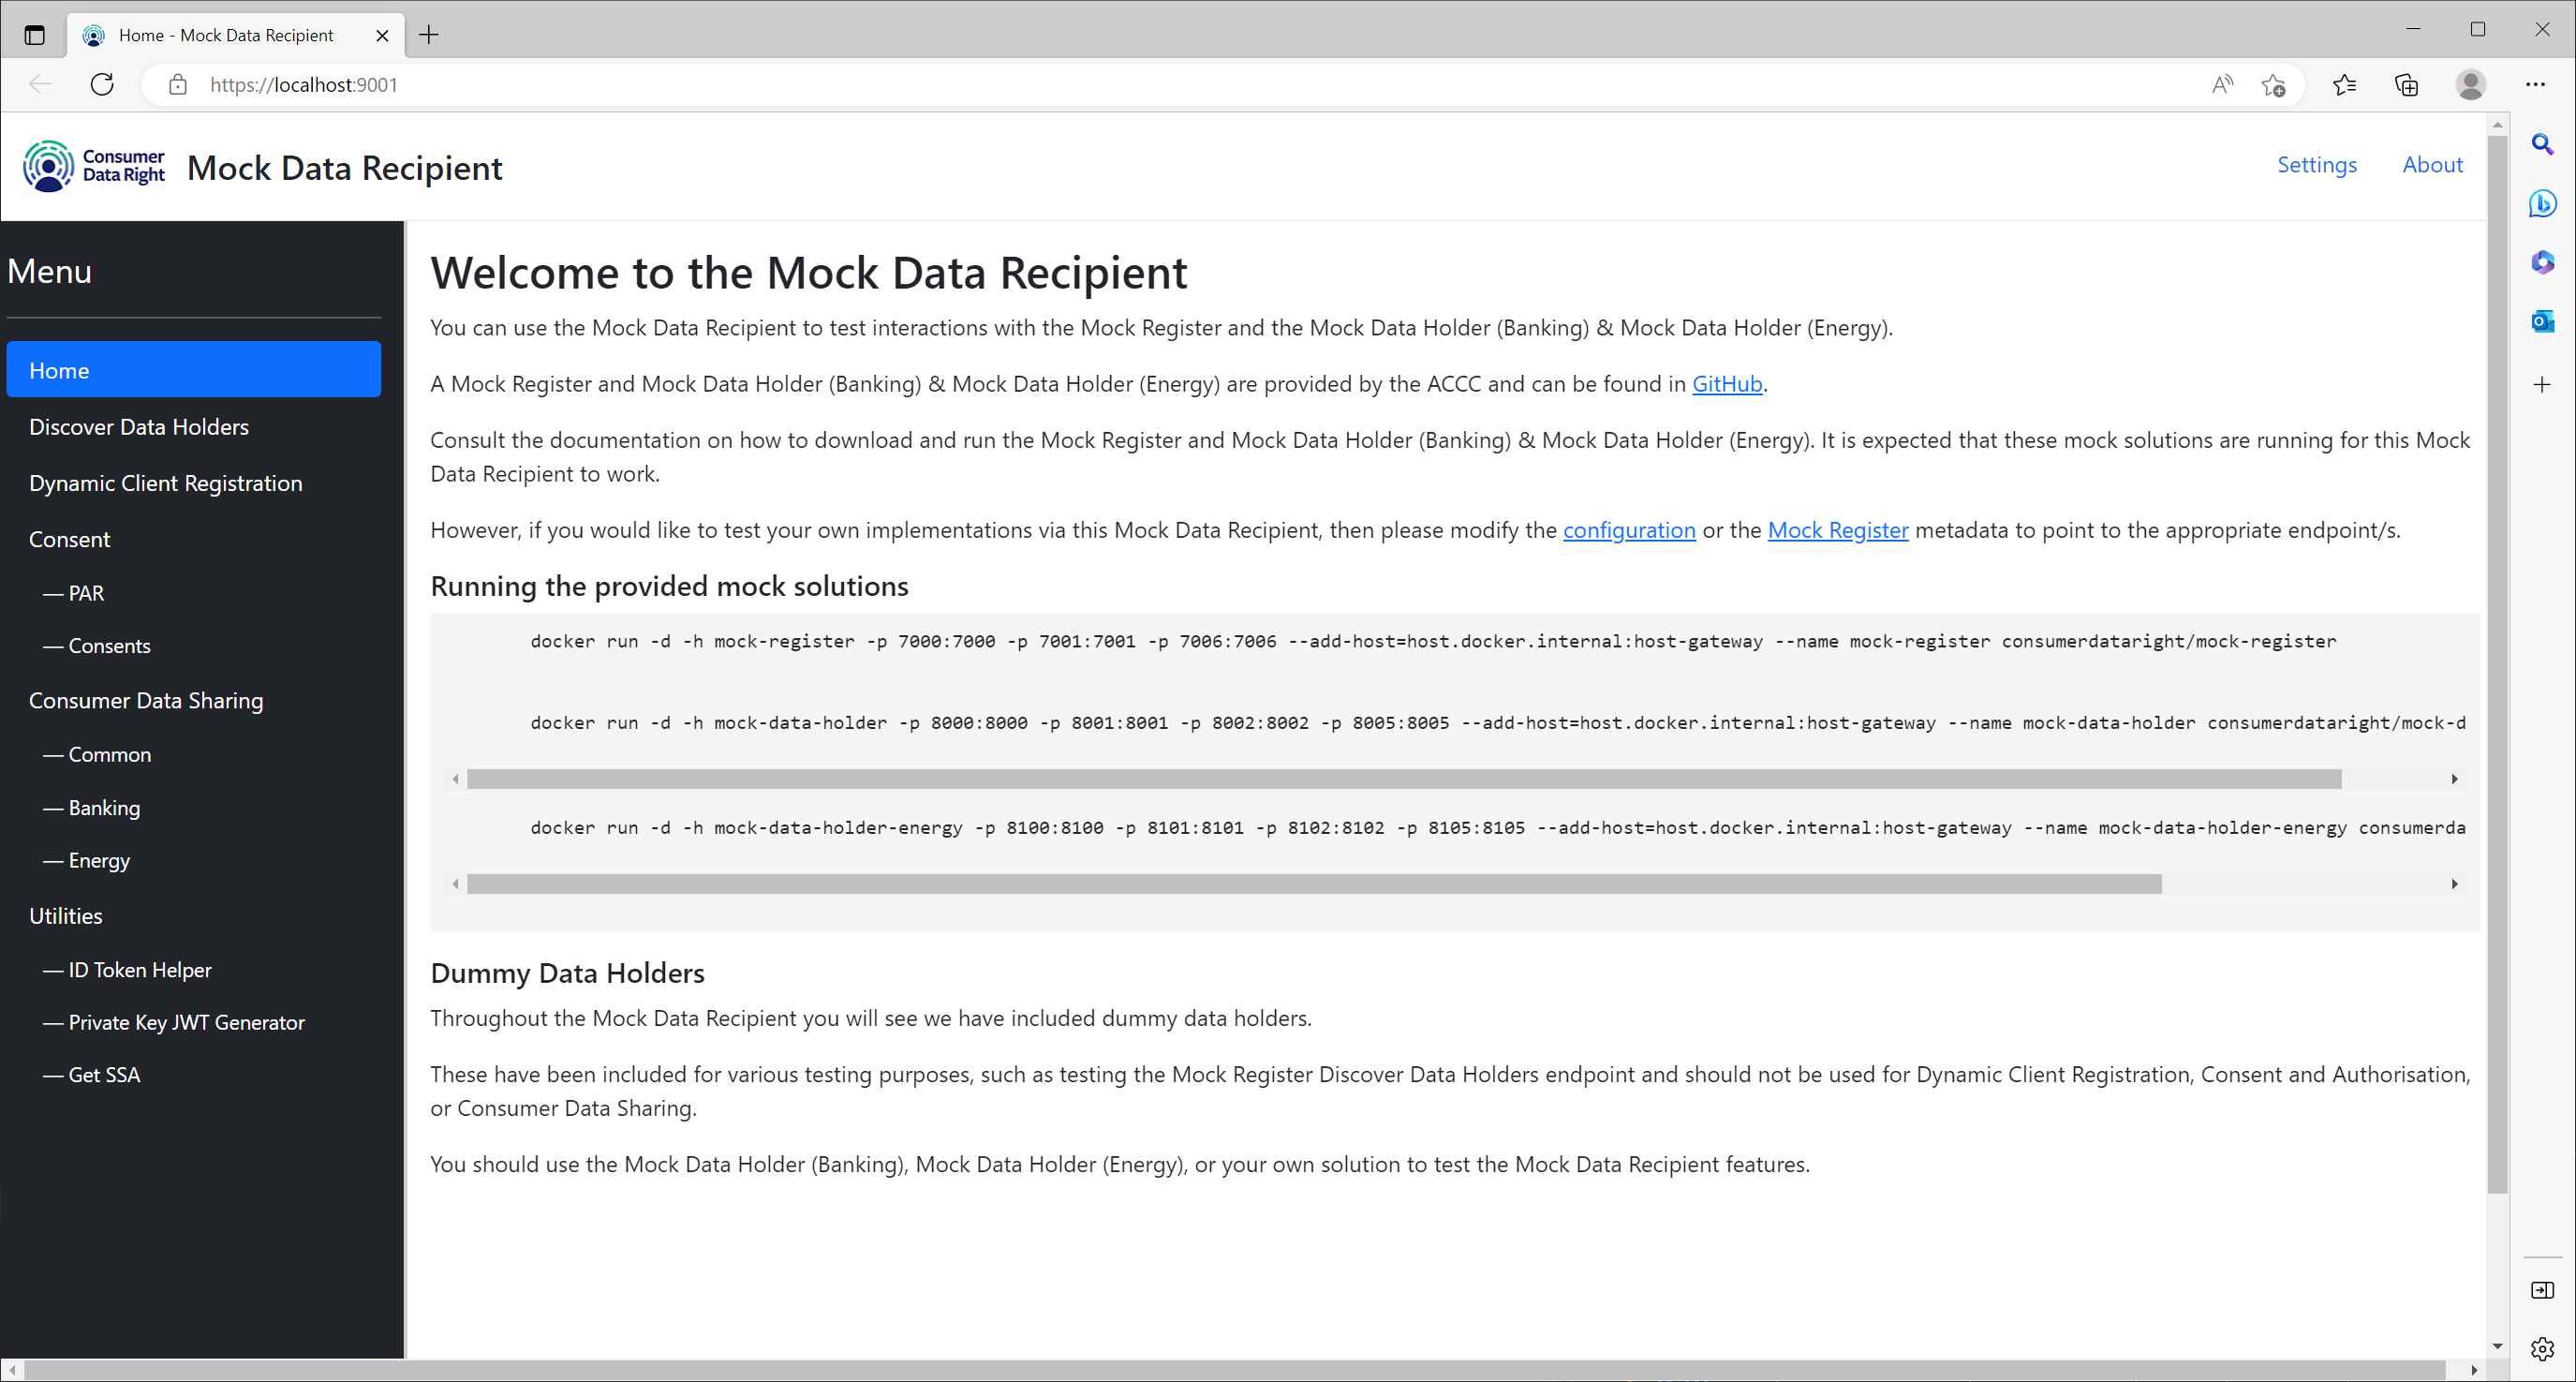 Home - Mock Data Recipient
https://localhost:9001
Consumer
Data Right
Mock Data Recipient
Settings
About
Menu
Home
Discover Data Holders
Dynamic Client Registration
Consent
— PAR
— Consents
Consumer Data Sharing
— Common
— Banking
— Energy
Utilities
— ID Token Helper
— Private Key JWT Generator
— Get SSA
Welcome to the Mock Data Recipient
You can use the Mock Data Recipient to test interactions with the Mock Register and the Mock Data Holder (Banking) & Mock Data Holder (Energy).
A Mock Register and Mock Data Holder (Banking) & Mock Data Holder (Energy) are provided by the ACCC and can be found in GitHub.
Consult the documentation on how to download and run the Mock Register and Mock Data Holder (Banking) & Mock Data Holder (Energy). It is expected that these mock solutions are running for this Mock
Data Recipient to work.
However, if you would like to test your own implementations via this Mock Data Recipient, then please modify the configuration or the Mock Register metadata to point to the appropriate endpoint/s.
Running the provided mock solutions
docker run -d -h mock-register -p 7000:7000 -p 7001:7001 -p 7006:7006 --add-host=host.docker.internal:host-gateway --name mock-register consumerdataright/mock-register
docker run -d -h mock-data-holder -p 8000:8000 -p 8001:8001 -p 8002:8002 -p 8005:8005 --add-host=host.docker.internal:host-gateway --name mock-data-holder consumerdataright/mock-d
docker run -d -h mock-data-holder-energy -p 8100:8100 -p 8101:8101 -p 8102:8102 -p 8105:8105 --add-host=host.docker.internal:host-gateway --name mock-data-holder-energy consumerda
Dummy Data Holders
Throughout the Mock Data Recipient you will see we have included dummy data holders.
These have been included for various testing purposes, such as testing the Mock Register Discover Data Holders endpoint and should not be used for Dynamic Client Registration, Consent and Authorisation,
or Consumer Data Sharing.
You should use the Mock Data Holder (Banking), Mock Data Holder (Energy), or your own solution to test the Mock Data Recipient features.